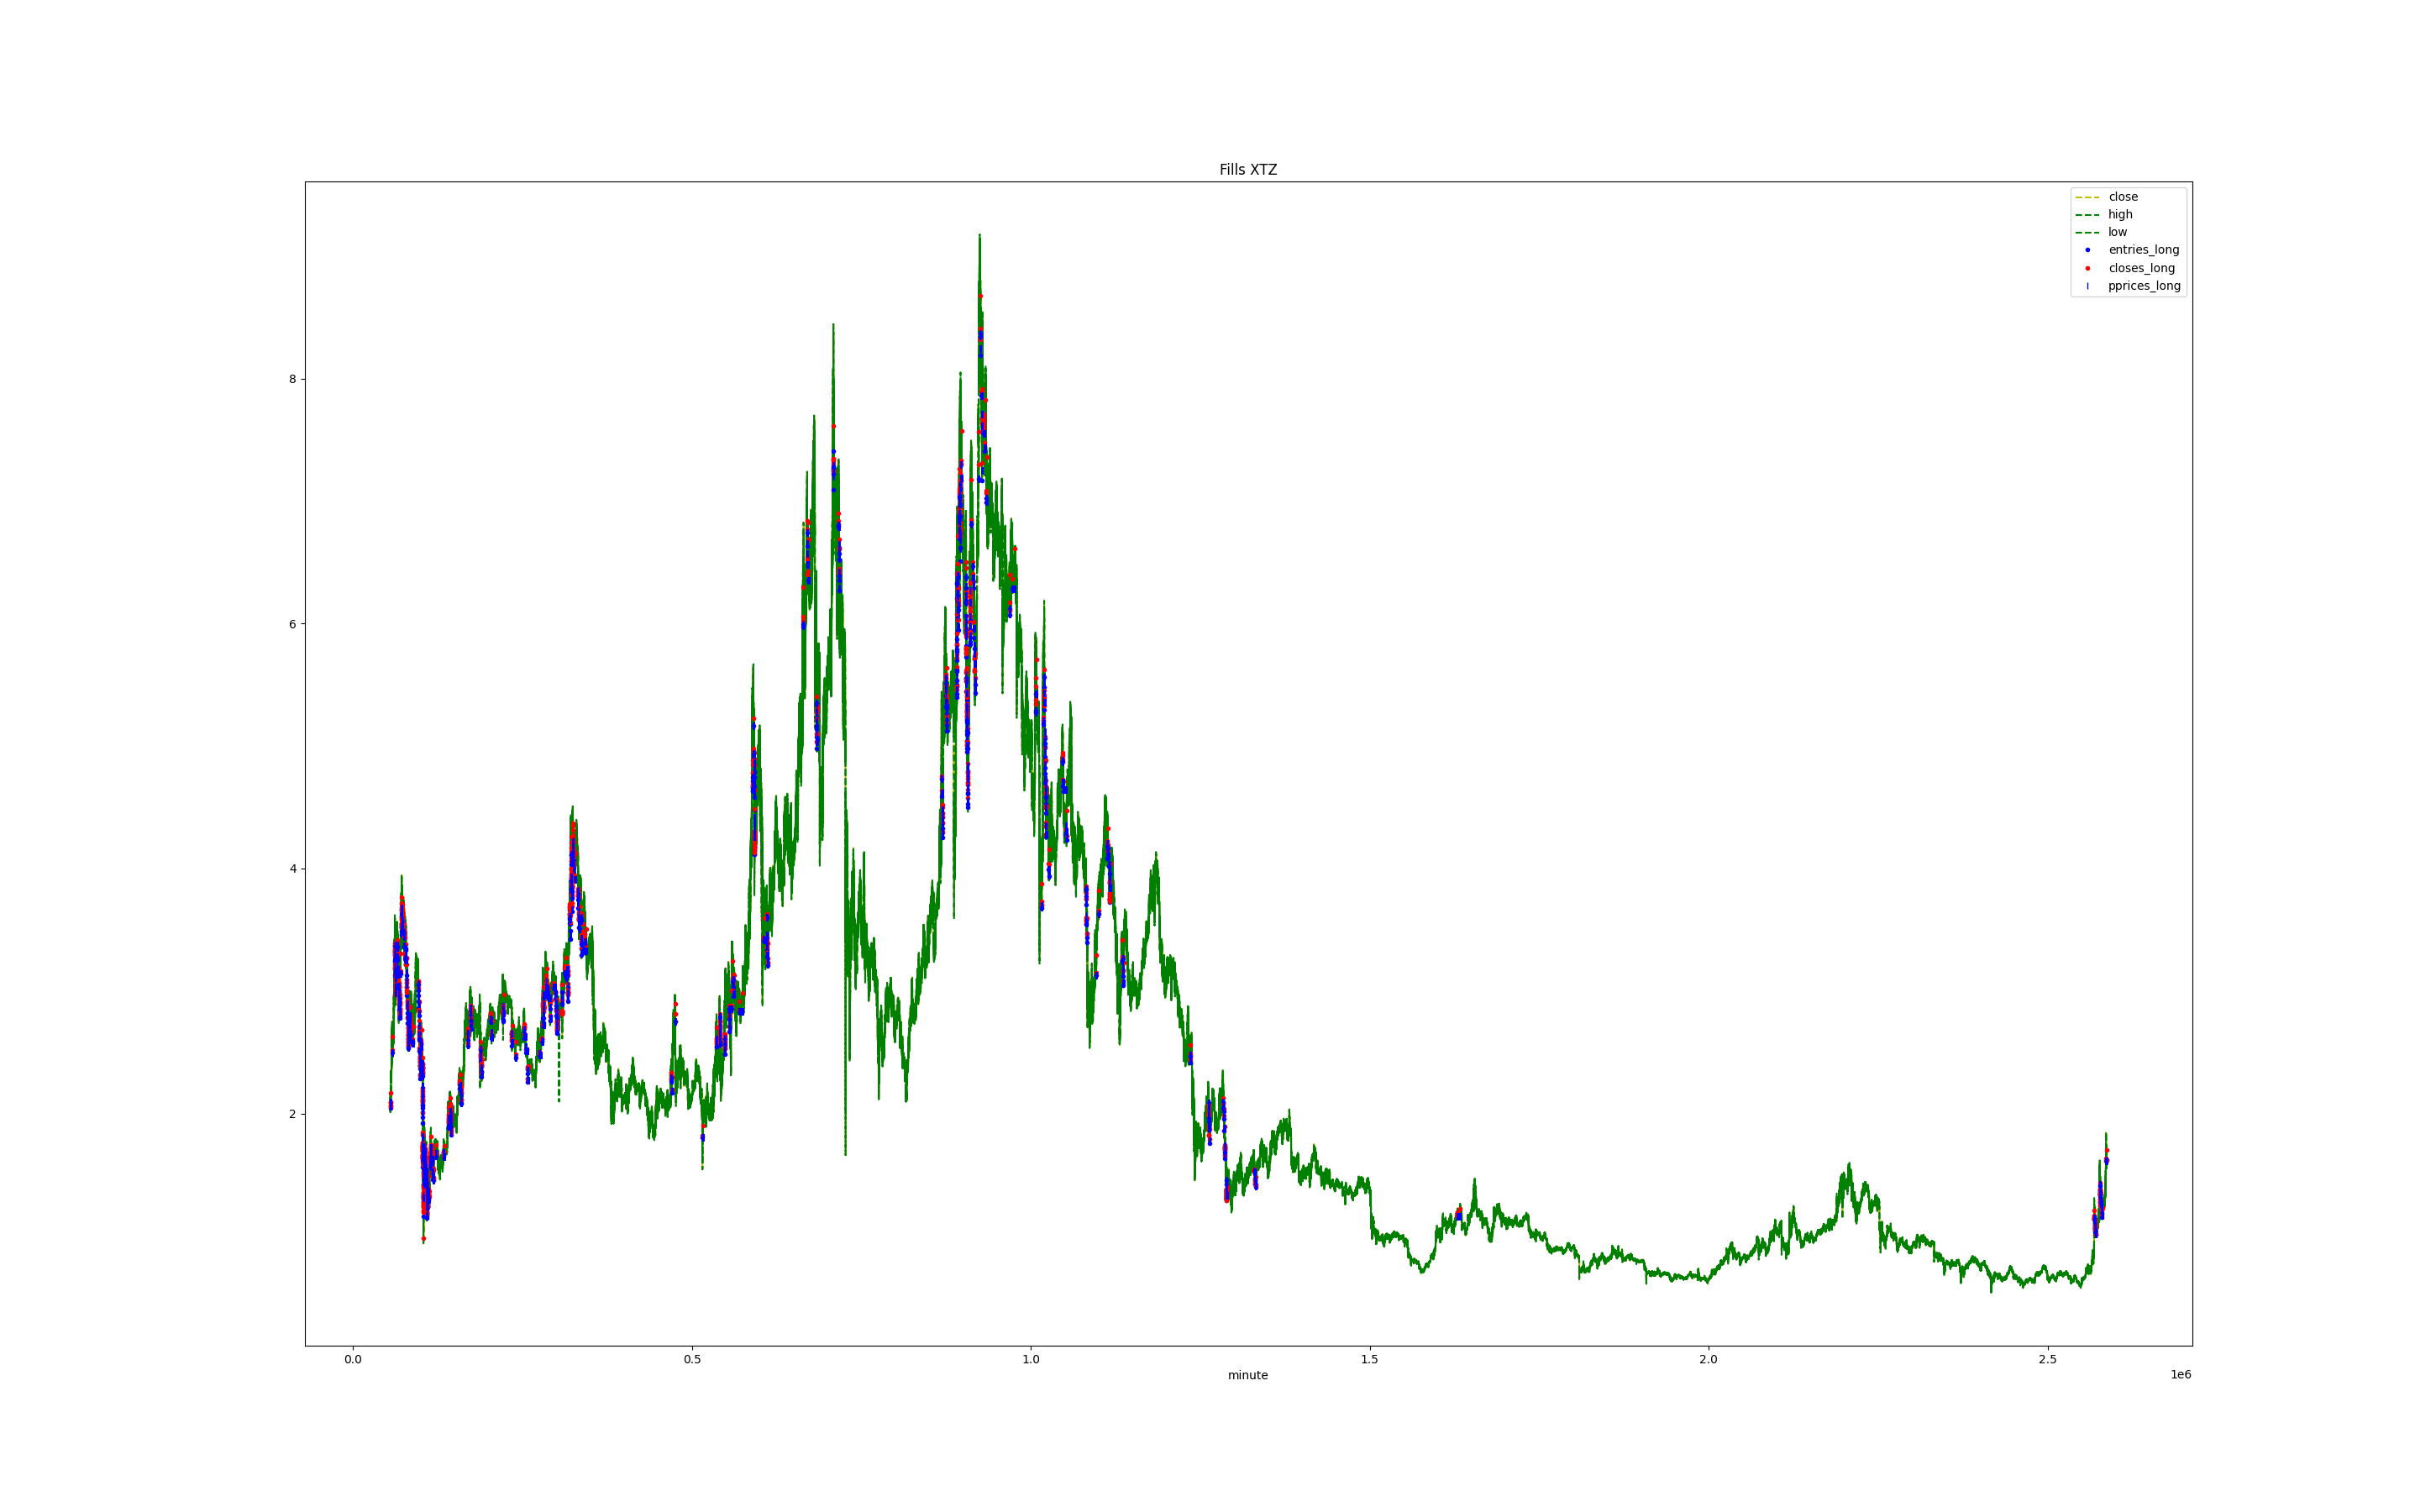 Fills XTZ
close
high
low
entries_long
closes_long
pprices_long
8
6
4
2
0.0 0.5 1.0 1.5 2.0 2.5
minute 1e6